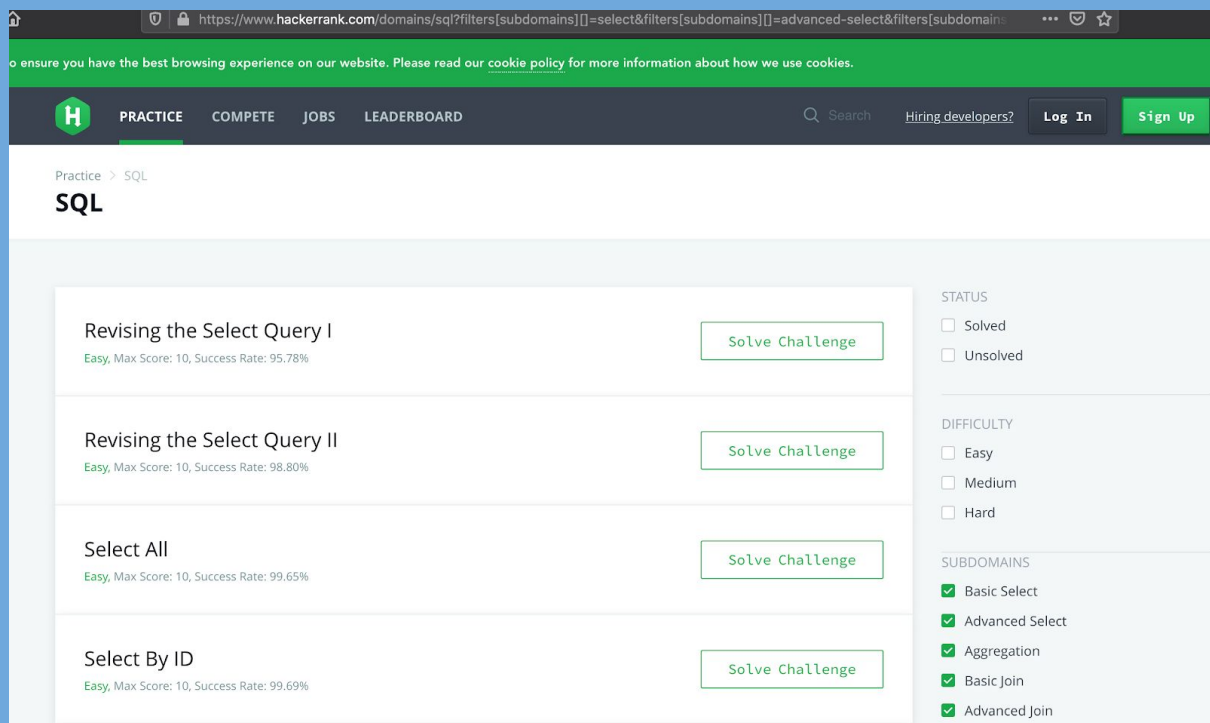 https://www.hackerrank.com/domains/sql?filters[subdomains][]=select&filters[subdomains][]=advanced-select&filters[subdomains
o ensure you have the best browsing experience on our website. Please read our cookie policy for more information about how we use cookies.
H PRACTICE COMPETE JOBS LEADERBOARD Search Hiring developers? Log In Sign Up
Practice > SQL
SQL
Revising the Select Query I
Easy, Max Score: 10, Success Rate: 95.78%
Solve Challenge
Revising the Select Query II
Easy, Max Score: 10, Success Rate: 98.80%
Solve Challenge
Select All
Easy, Max Score: 10, Success Rate: 99.65%
Solve Challenge
Select By ID
Easy, Max Score: 10, Success Rate: 99.69%
Solve Challenge
STATUS
Solved
Unsolved
DIFFICULTY
Easy
Medium
Hard
SUBDOMAINS
Basic Select
Advanced Select
Aggregation
Basic Join
Advanced Join